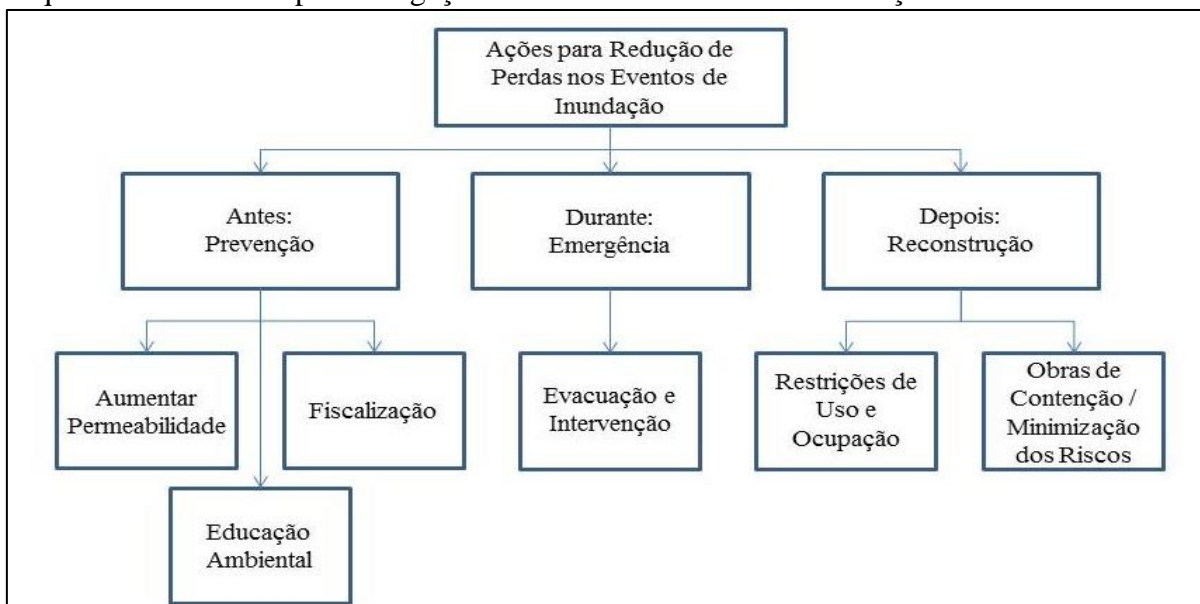 Ações para Redução de
Perdas nos Eventos de
Inundação
Antes:
Prevenção
Durante:
Emergência
Depois:
Reconstrução
Aumentar
Permeabilidade
Fiscalização
Evacuação e
Intervenção
Restrições de
Uso e
Ocupação
Obras de
Contenção /
Minimização
dos Riscos
Educação
Ambiental